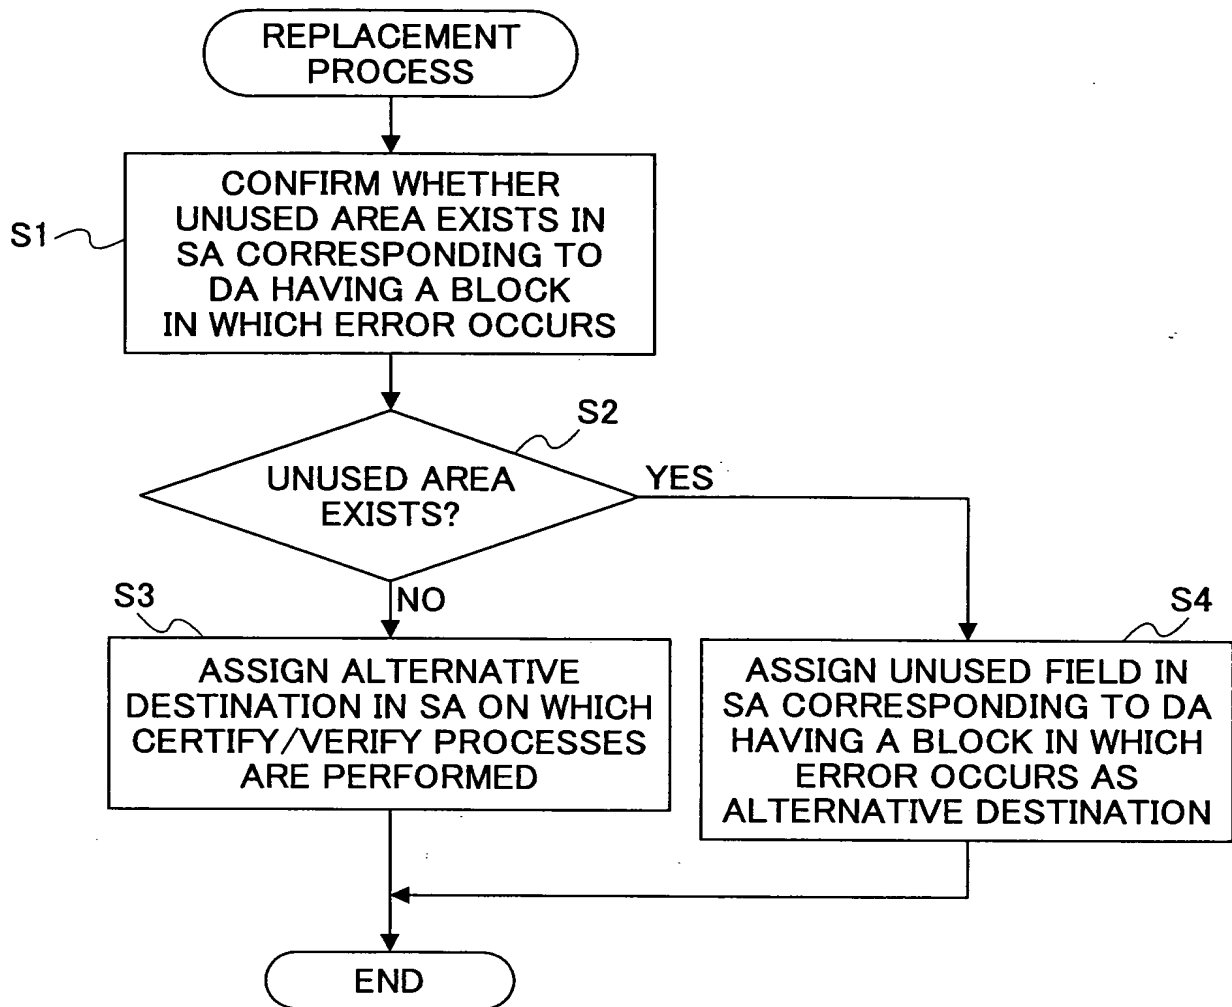 REPLACEMENT
PROCESS
S1
CONFIRM WHETHER
UNUSED AREA EXISTS IN
SA CORRESPONDING TO
DA HAVING A BLOCK
IN WHICH ERROR OCCURS
S2
UNUSED AREA
EXISTS?
YES
NO
S3
ASSIGN ALTERNATIVE
DESTINATION IN SA ON WHICH
CERTIFY/VERIFY PROCESSES
ARE PERFORMED
S4
ASSIGN UNUSED FIELD IN
SA CORRESPONDING TO DA
HAVING A BLOCK IN WHICH
ERROR OCCURS AS
ALTERNATIVE DESTINATION
END